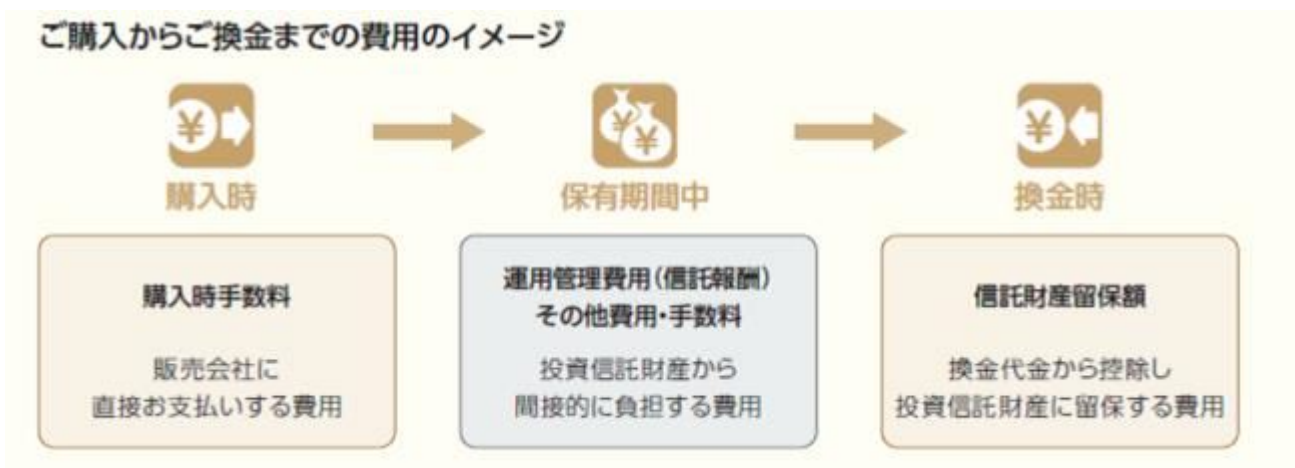 ご購入からご換金までの費用のイメージ
¥
¥ ¥
¥
購入時
保有期間中
換金時
購入時手数料
販売会社に
直接お支払いする費用
運用管理費用(信託報酬)
その他費用・手数料
投資信託財産から
間接的に負担する費用
信託財産留保額
換金代金から控除し
投資信託財産に留保する費用